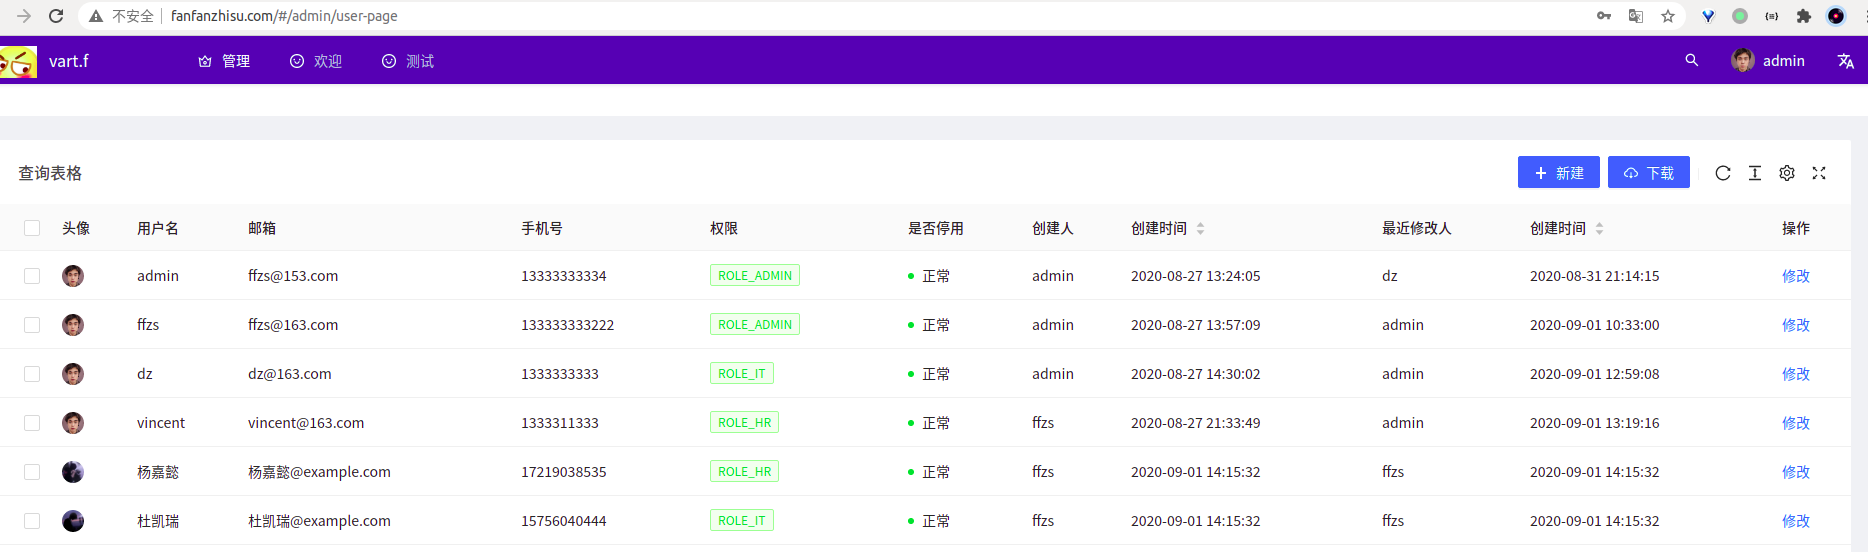 不安全 fanfanzhisu.com/#/admin/user-page
vart.f 管理 欢迎 测试 admin
查询表格 新建 下载
头像 用户名 邮箱 手机号 权限 是否停用 创建人 创建时间 最近修改人 创建时间 操作
admin ffzs@153.com 13333333334 ROLE_ADMIN 正常 admin 2020-08-27 13:24:05 dz 2020-08-31 21:14:15 修改
ffzs ffzs@163.com 133333333222 ROLE_ADMIN 正常 admin 2020-08-27 13:57:09 admin 2020-09-01 10:33:00 修改
dz dz@163.com 1333333333 ROLE_IT 正常 admin 2020-08-27 14:30:02 admin 2020-09-01 12:59:08 修改
vincent vincent@163.com 1333311333 ROLE_HR 正常 ffzs 2020-08-27 21:33:49 admin 2020-09-01 13:19:16 修改
杨嘉懿 杨嘉懿@example.com 17219038535 ROLE_HR 正常 ffzs 2020-09-01 14:15:32 ffzs 2020-09-01 14:15:32 修改
杜凯瑞 杜凯瑞@example.com 15756040444 ROLE_IT 正常 ffzs 2020-09-01 14:15:32 ffzs 2020-09-01 14:15:32 修改